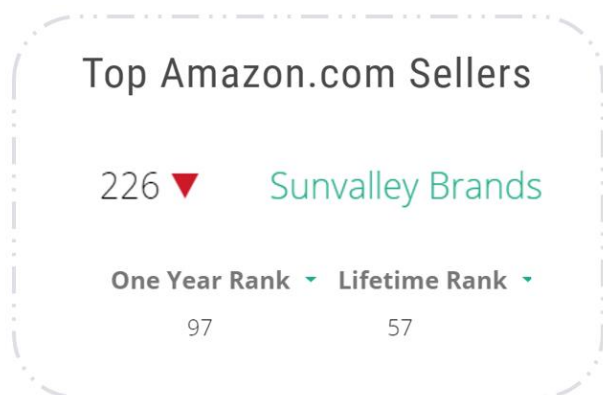 Top Amazon.com Sellers
226 ▼ Sunvalley Brands
One Year Rank Lifetime Rank
97 57